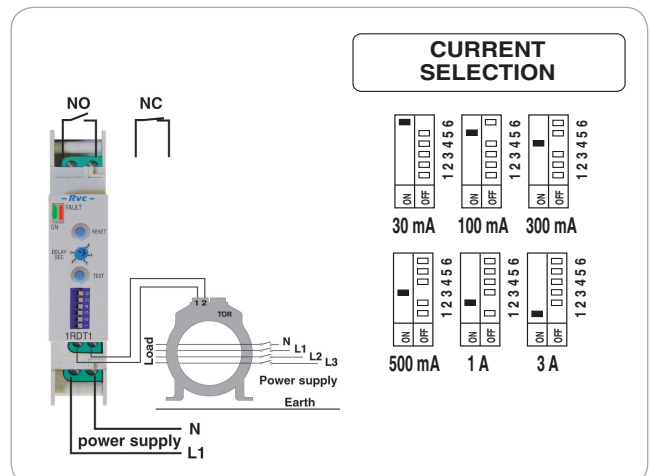 CURRENT
SELECTION
NO
NC
- Rvc -
FAULT
ON
RESET
DELAY
SEC
TEST
1RDT1
1 2
TOR
Load
N
L1
L2
L3
Power supply
Earth
N
power supply
L1
ON OFF 1 2 3 4 5 6
30 mA
ON OFF 1 2 3 4 5 6
100 mA
ON OFF 1 2 3 4 5 6
300 mA
ON OFF 1 2 3 4 5 6
500 mA
ON OFF 1 2 3 4 5 6
1 A
ON OFF 1 2 3 4 5 6
3 A